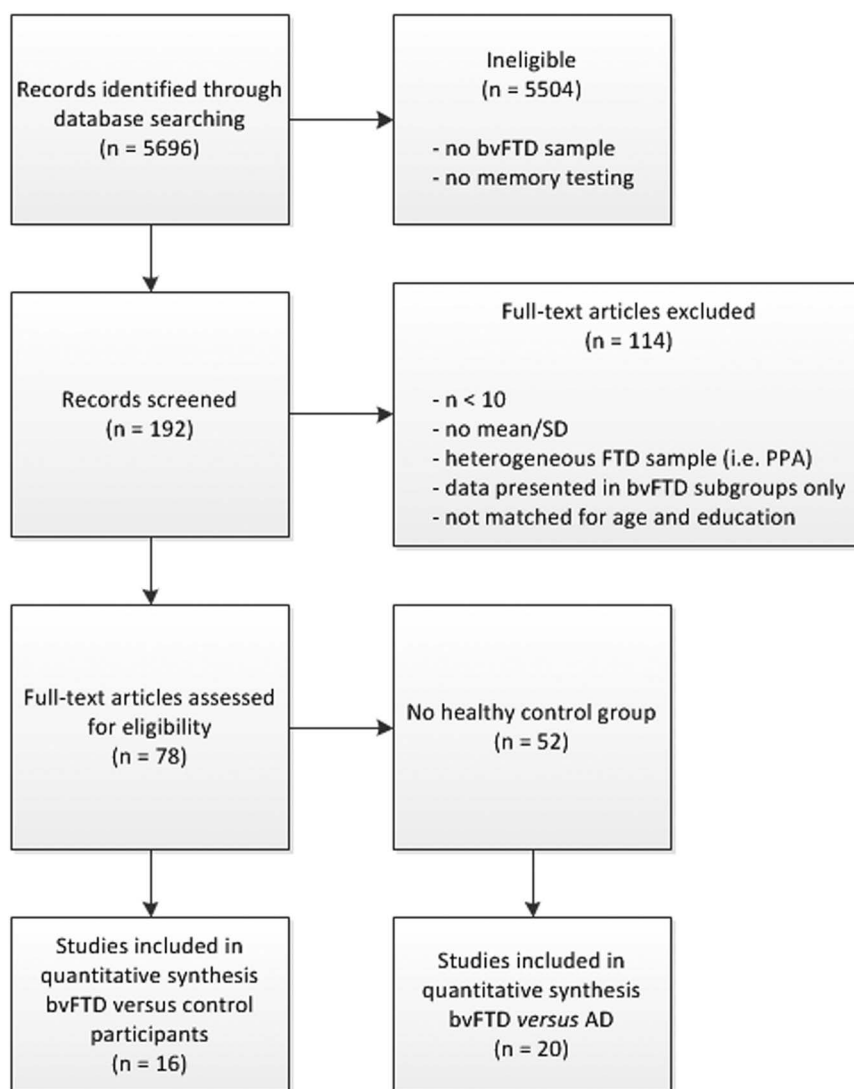 Records identified through
database searching
(n = 5696)
Ineligible
(n = 5504)
- no bvFTD sample
- no memory testing
Records screened
(n = 192)
Full-text articles excluded
(n = 114)
- n < 10
- no mean/SD
- heterogeneous FTD sample (i.e. PPA)
- data presented in bvFTD subgroups only
- not matched for age and education
Full-text articles assessed
for eligibility
(n = 78)
No healthy control group
(n = 52)
Studies included in
quantitative synthesis
bvFTD versus control
participants
(n = 16)
Studies included in
quantitative synthesis
bvFTD versus AD
(n = 20)